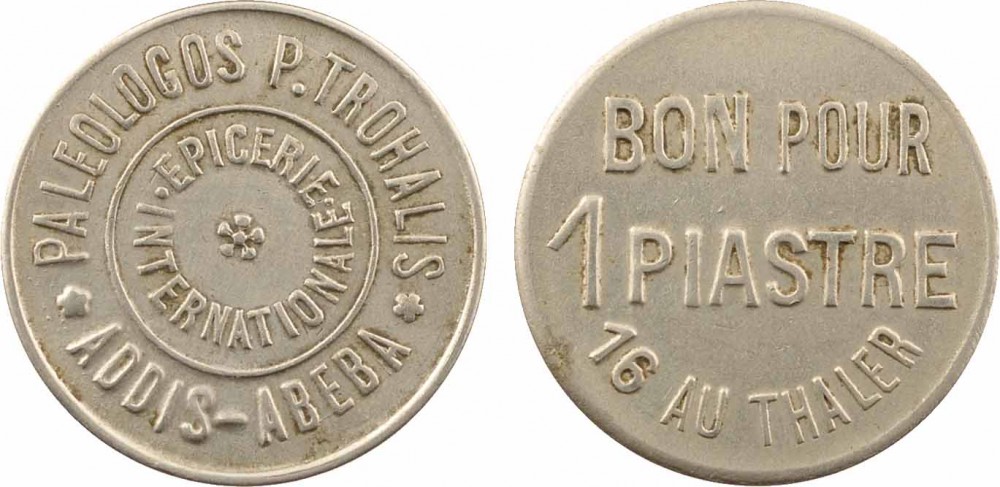 PALEOLOGOS P. TROHALIS
ADDIS-ABEBA
EPICERIE
INTERNATIONALE
BON POUR
1 PIASTRE
16 AU THALER